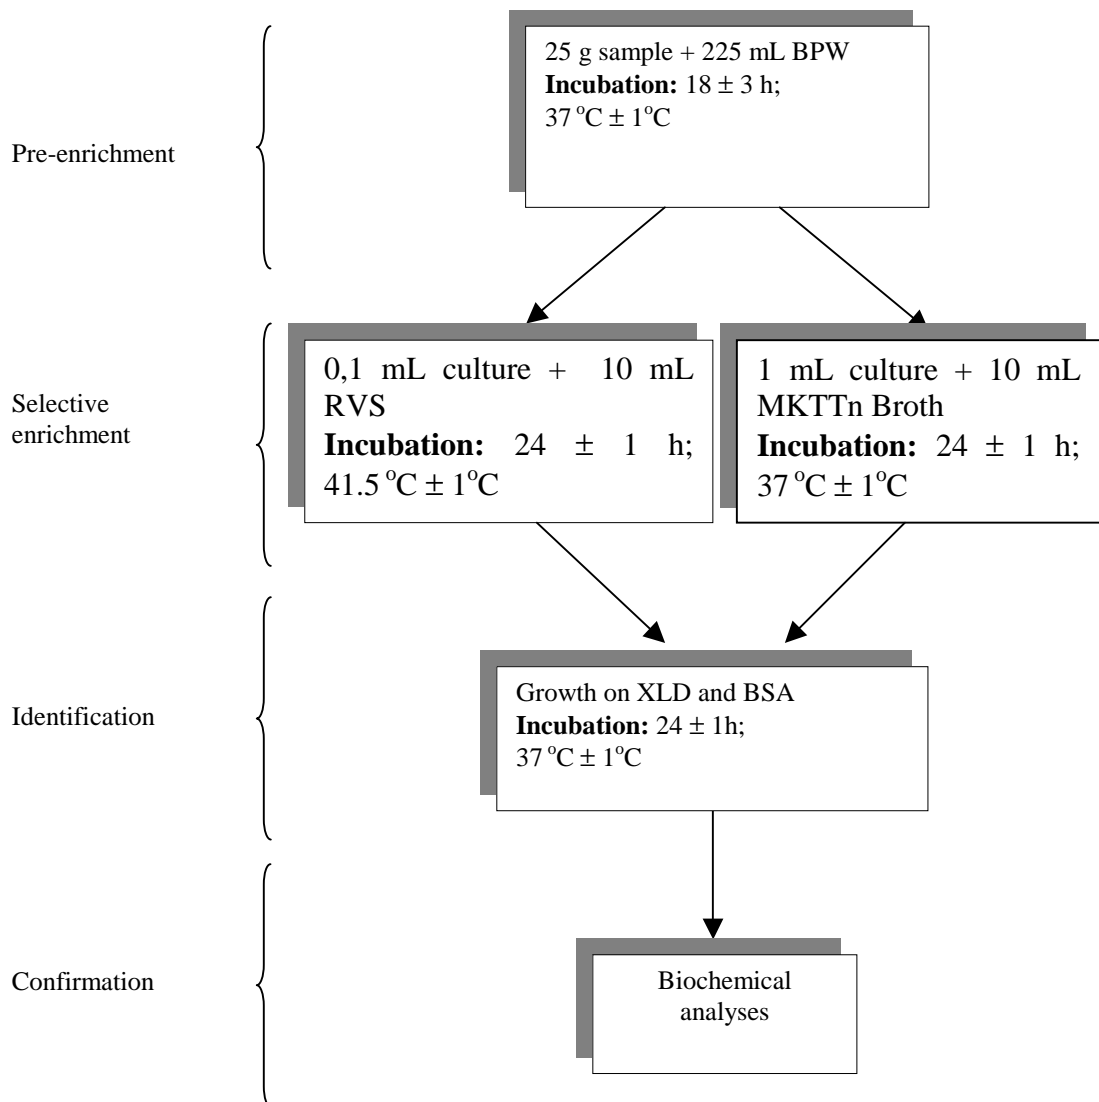 25 g sample + 225 mL BPW
Incubation: 18 ± 3 h;
37 °C ± 1°C
Pre-enrichment
0,1 mL culture + 10 mL
RVS
Incubation: 24 ± 1 h;
41.5 °C ± 1°C
1 mL culture + 10 mL
MKTTn Broth
Incubation: 24 ± 1 h;
37 °C ± 1°C
Selective
enrichment
Growth on XLD and BSA
Incubation: 24 ± 1h;
37 °C ± 1°C
Identification
Biochemical
analyses
Confirmation